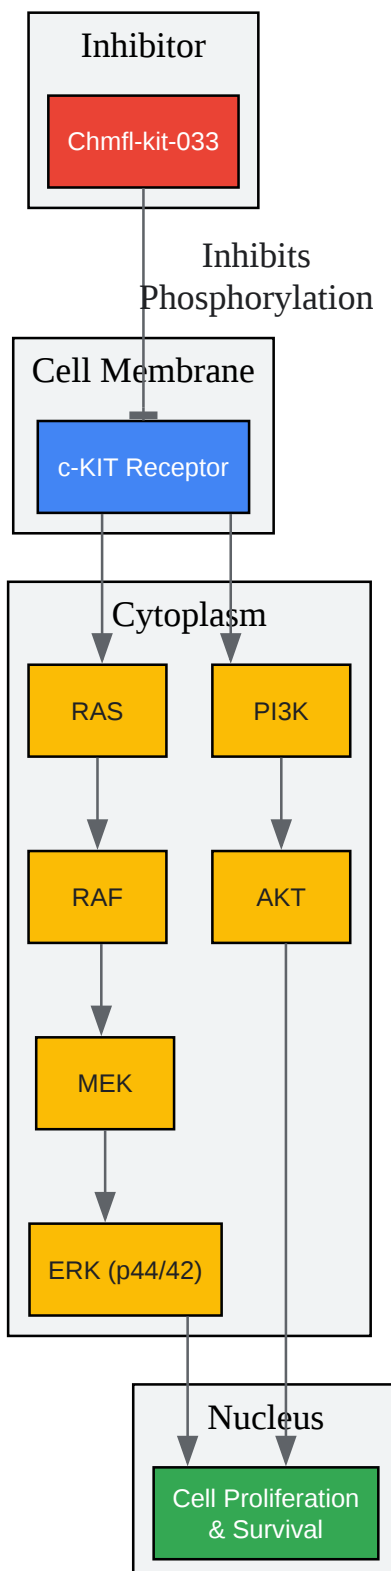 Inhibitor
Chmfl-kit-033
Inhibits
Phosphorylation
Cell Membrane
c-KIT Receptor
Cytoplasm
RAS
PI3K
RAF
AKT
MEK
ERK (p44/42)
Nucleus
Cell Proliferation
& Survival